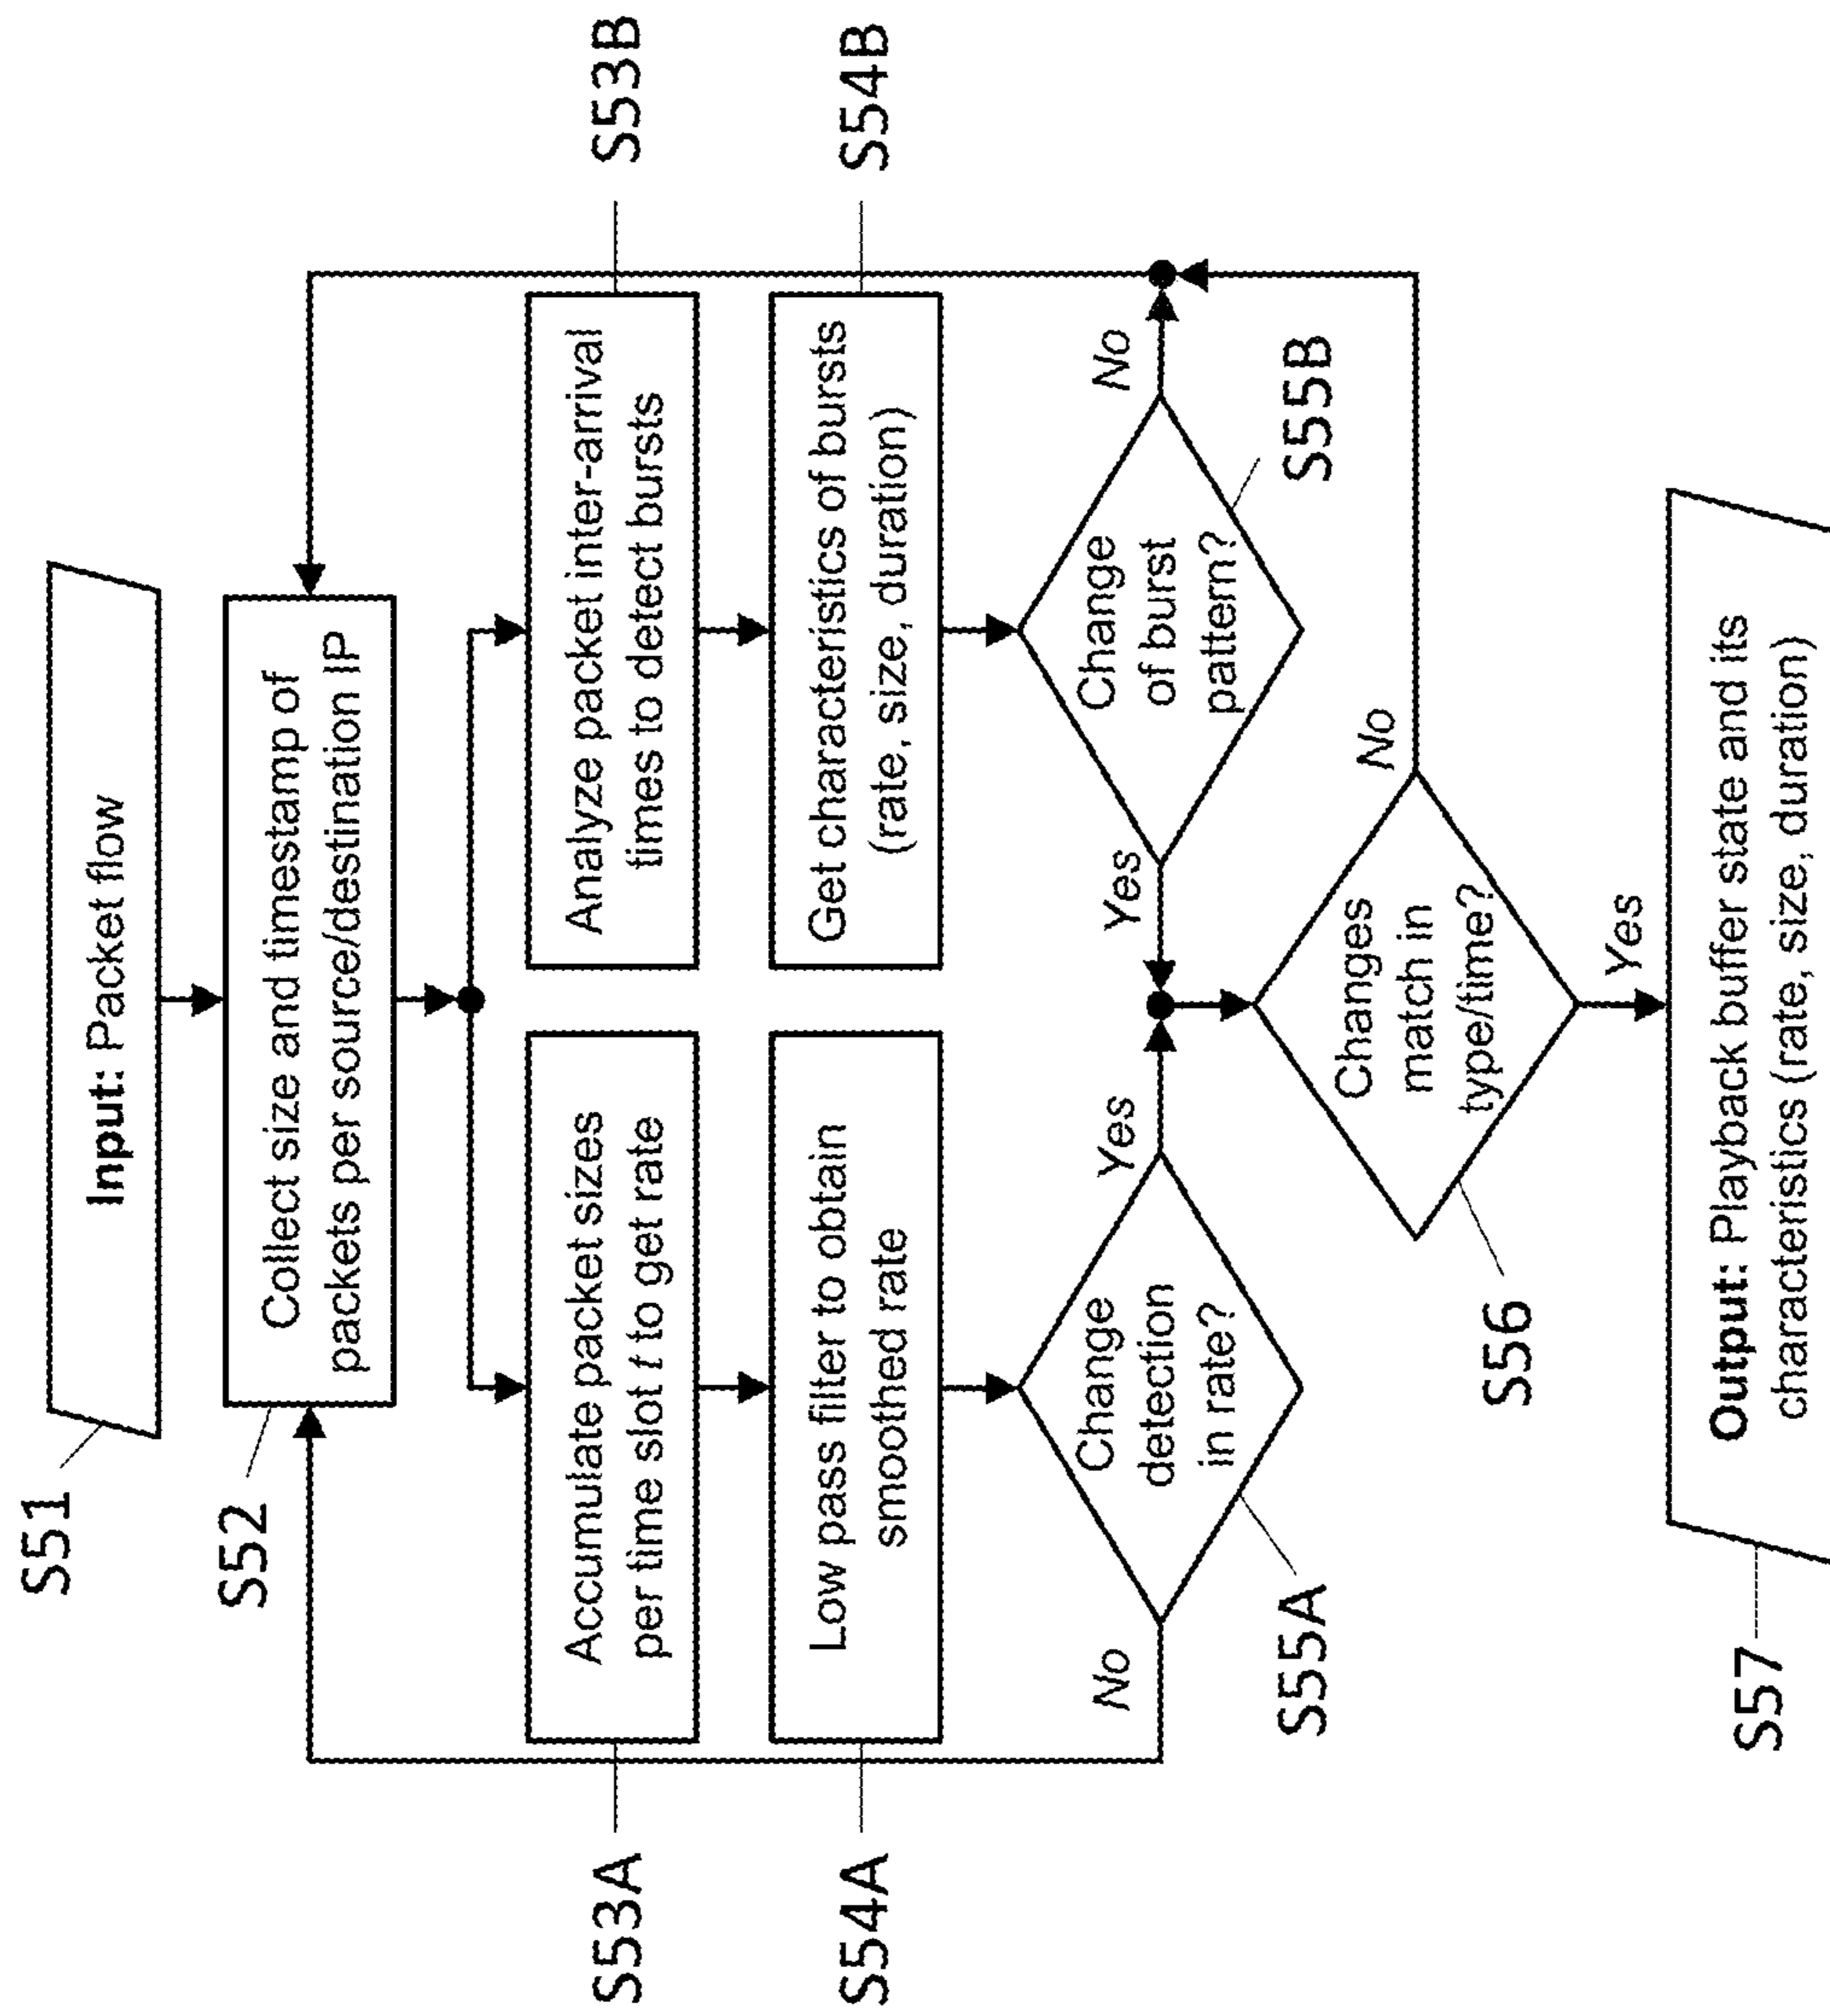 S51
Input: Packet flow
S52
Collect size and timestamp of
packets per source/destination IP
S53A
Accumulate packet sizes
per time slot t to get rate
Analyze packet inter-arrival
times to detect bursts
S53B
S54A
Low pass filter to obtain
smoothed rate
Get characteristics of bursts
(rate, size, duration)
S54B
No
Change
detection
in rate?
Yes
S55A
Yes
Change
of burst
pattern?
No
S55B
Changes
match in
type/time?
No
S56
Yes
S57
Output: Playback buffer state and its
characteristics (rate, size, duration)